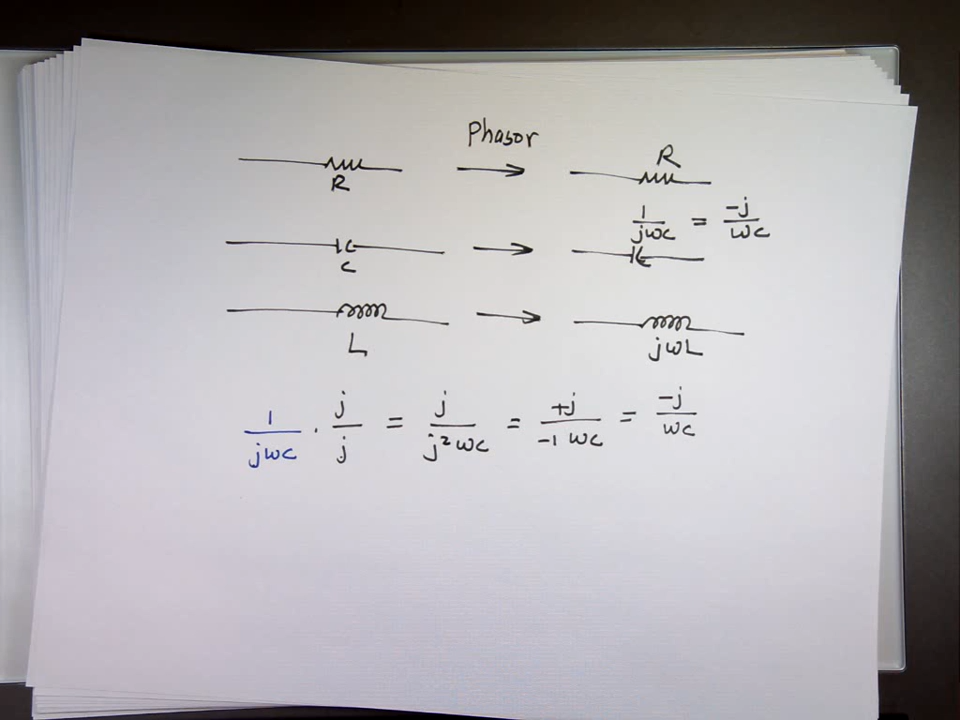 Phasor
R R
1/jωc = -j/ωc
c
L jωL
1/jωc · j/j = j/j²ωc = +j/-1 ωc = -j/ωc